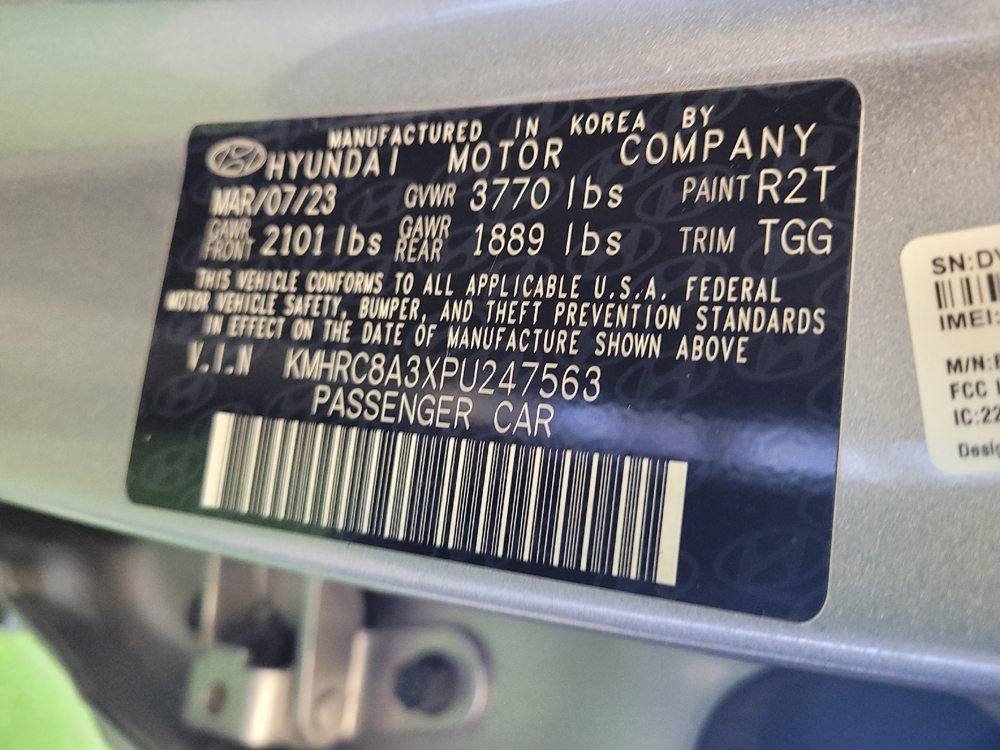 MANUFACTURED IN KOREA BY
HYUNDAI MOTOR COMPANY
MAR/07/23 GVWR 3770 lbs PAINT R2T
GAWR FRONT 2101 lbs GAWR REAR 1889 lbs TRIM TGG
THIS VEHICLE CONFORMS TO ALL APPLICABLE U.S.A. FEDERAL
MOTOR VEHICLE SAFETY, BUMPER, AND THEFT PREVENTION STANDARDS
IN EFFECT ON THE DATE OF MANUFACTURE SHOWN ABOVE
V.I.N KMHRC8A3XPU247563
PASSENGER CAR
SN:DV
IMEI:
M/N:
FCC
IC:22